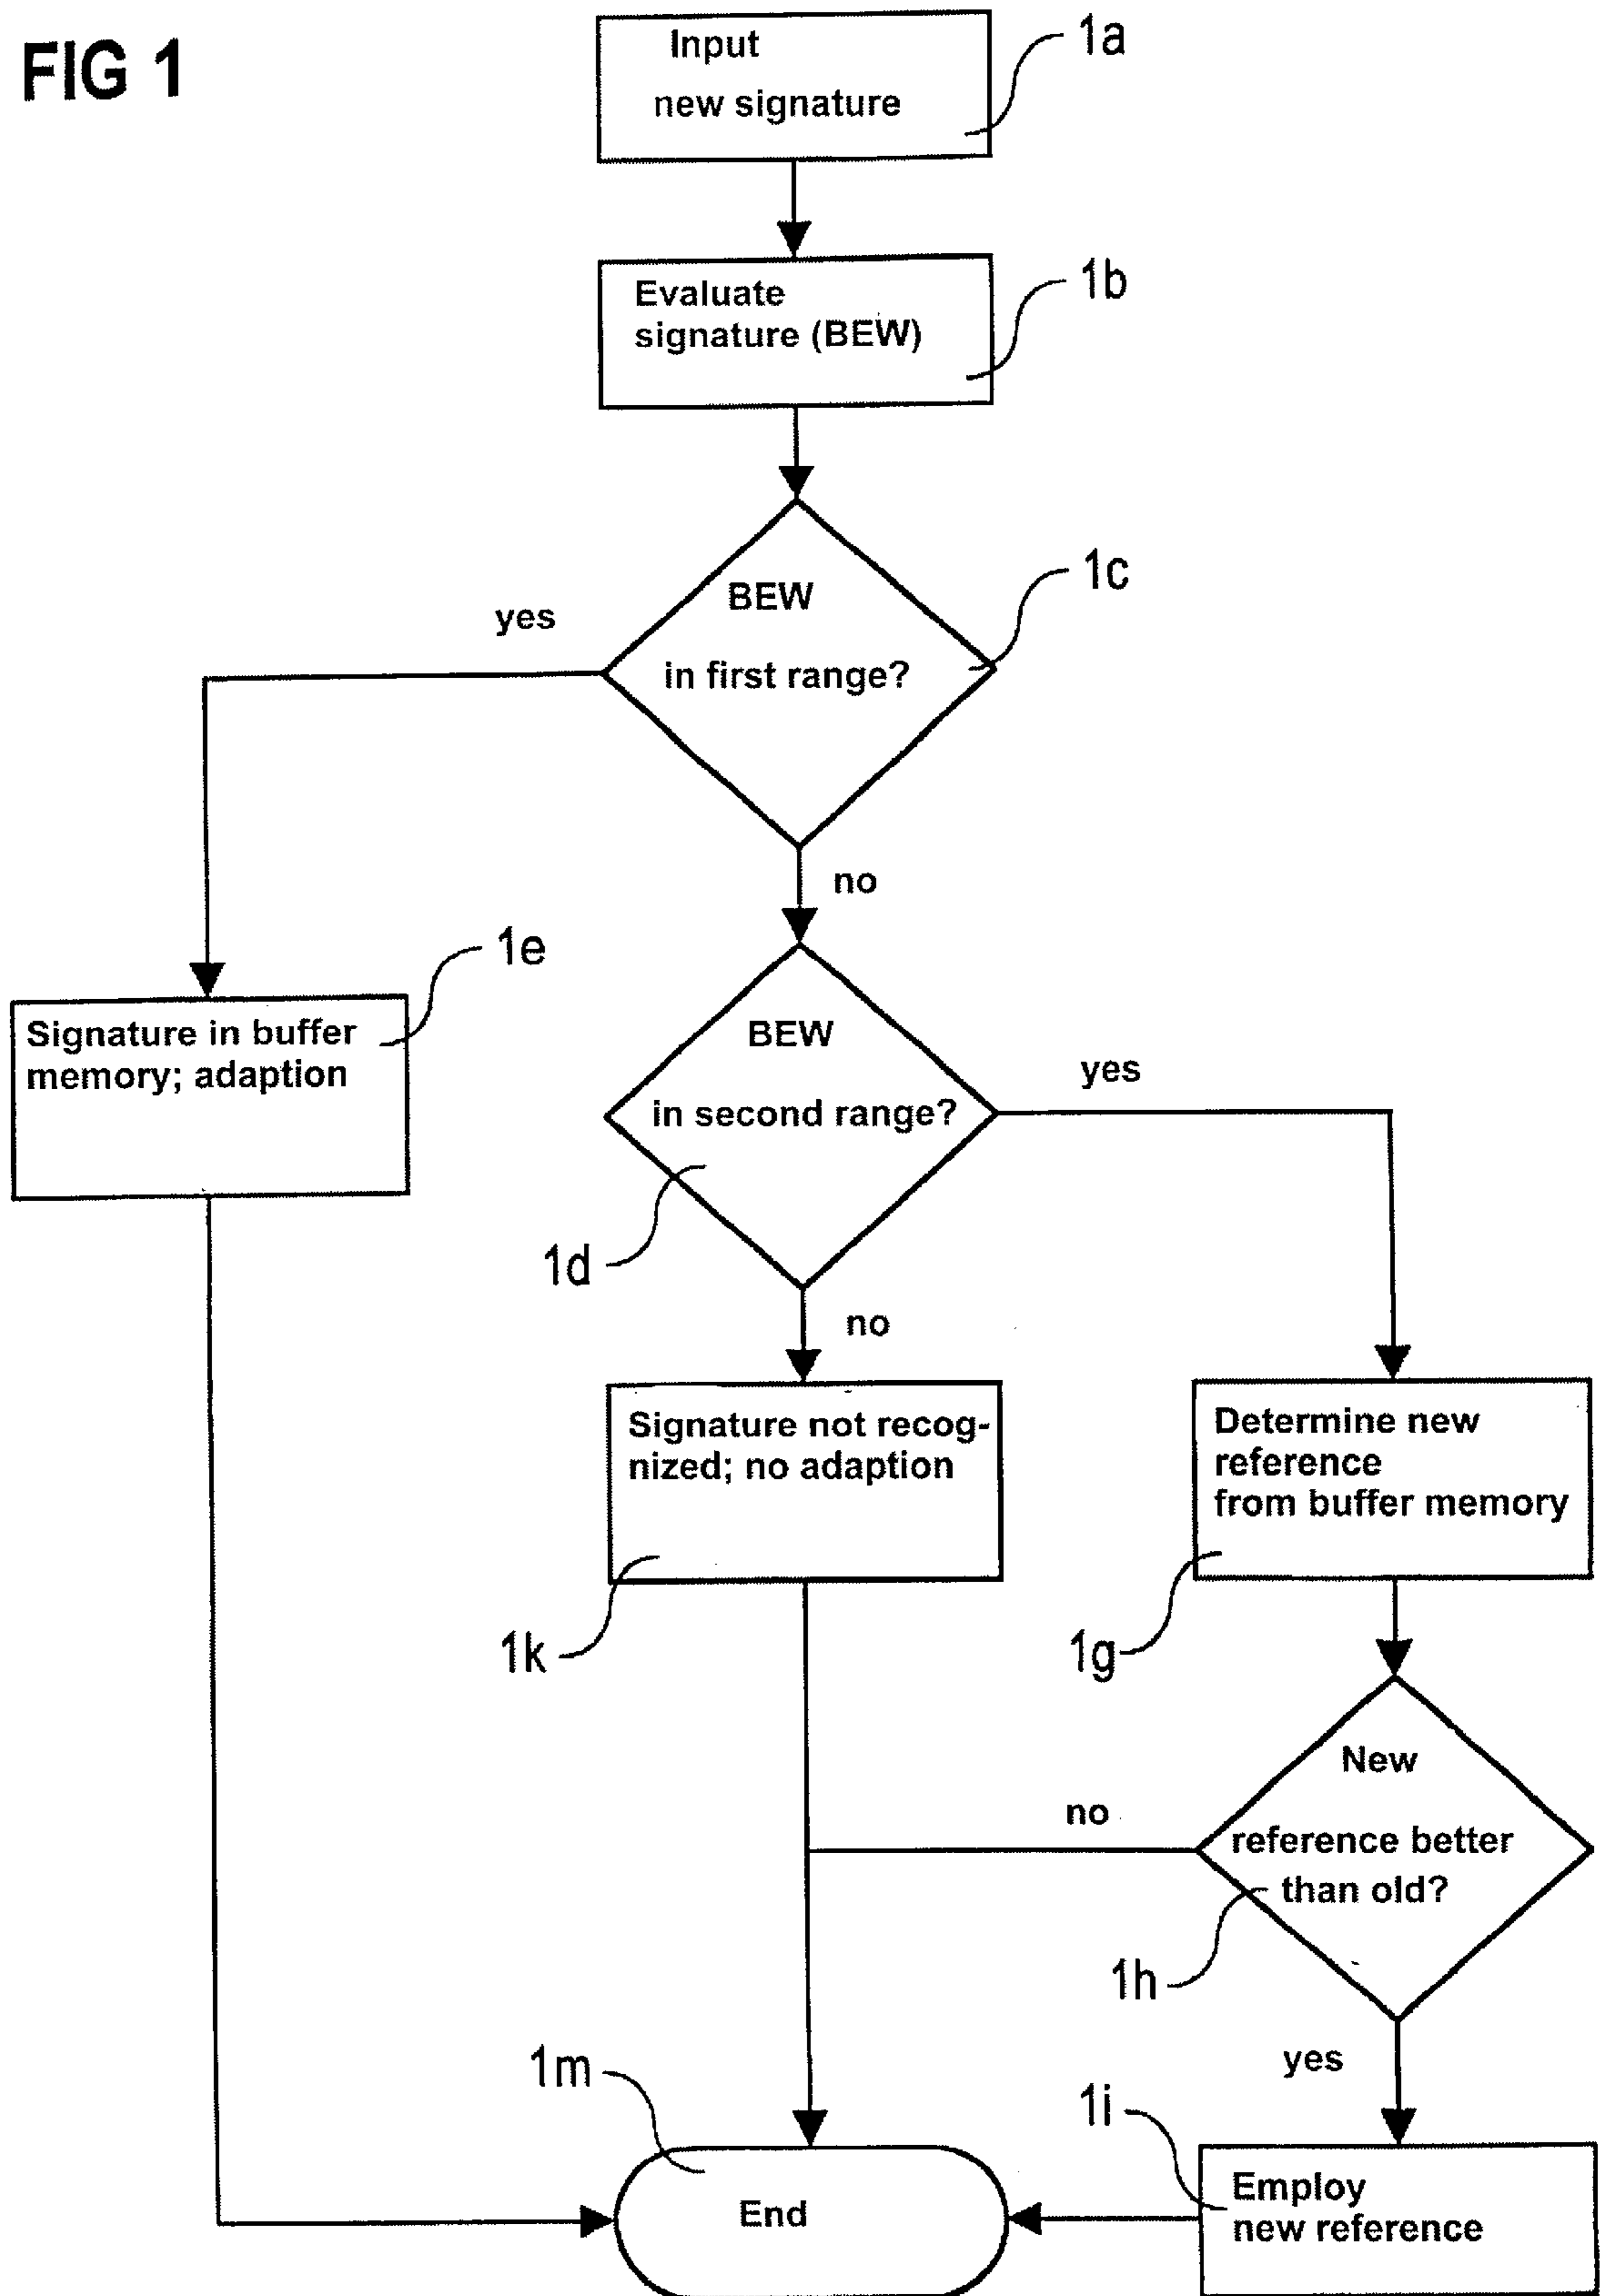 FIG 1
Input
new signature
1a
Evaluate
signature (BEW)
1b
BEW
in first range?
1c
yes
no
Signature in buffer
memory; adaption
1e
BEW
in second range?
1d
yes
no
Signature not recog-
nized; no adaption
1k
Determine new
reference
from buffer memory
1g
New
reference better
than old?
1h
no
yes
1m
End
1i
Employ
new reference